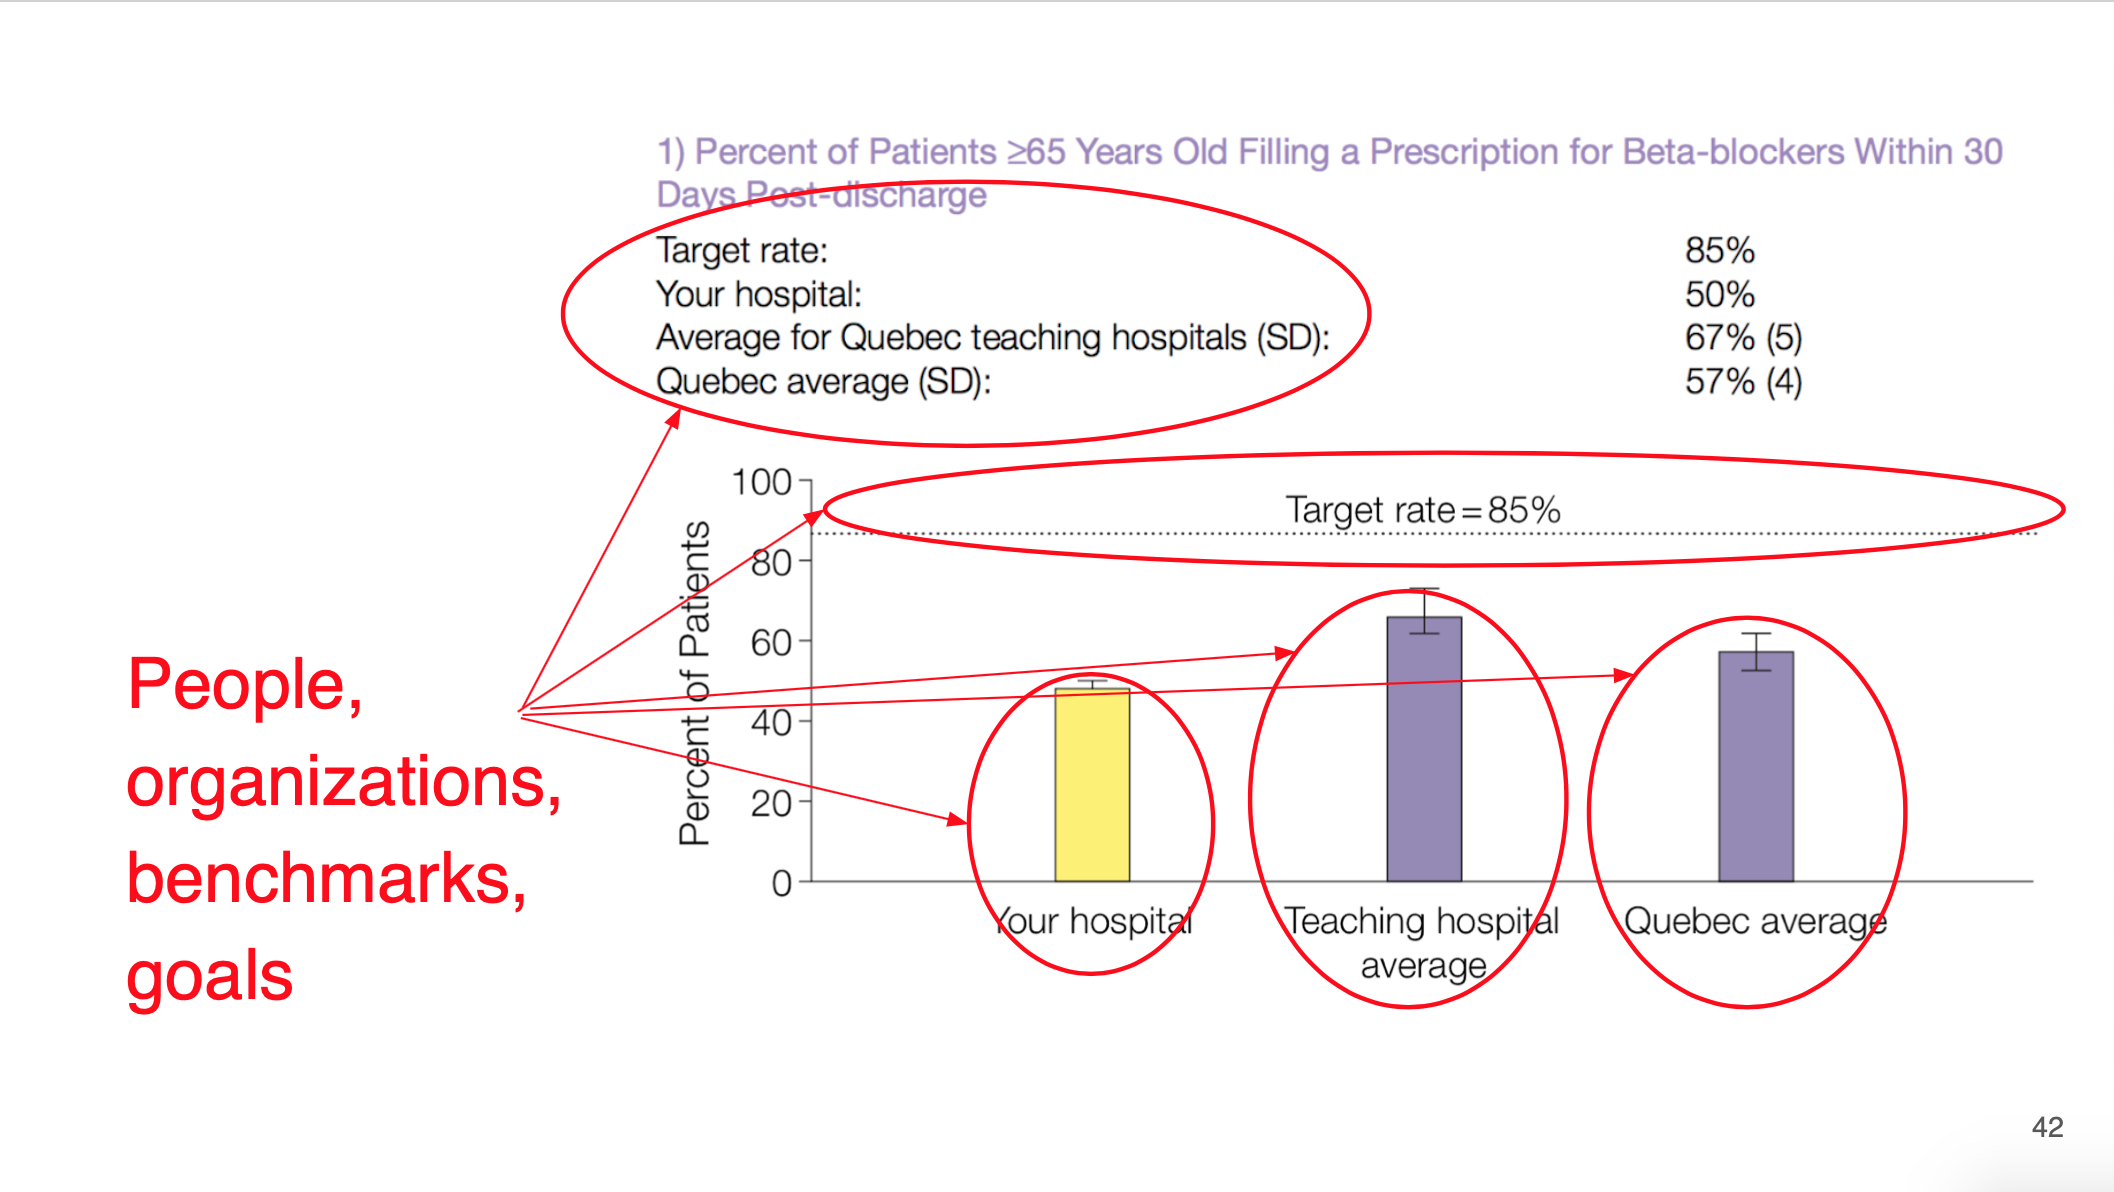 1) Percent of Patients ≥65 Years Old Filling a Prescription for Beta-blockers Within 30
Days Post-discharge
Target rate: 85%
Your hospital: 50%
Average for Quebec teaching hospitals (SD): 67% (5)
Quebec average (SD): 57% (4)
People,
organizations,
benchmarks,
goals
Percent of Patients
100
80
60
40
20
0
Target rate = 85%
Your hospital
Teaching hospital
average
Quebec average
42